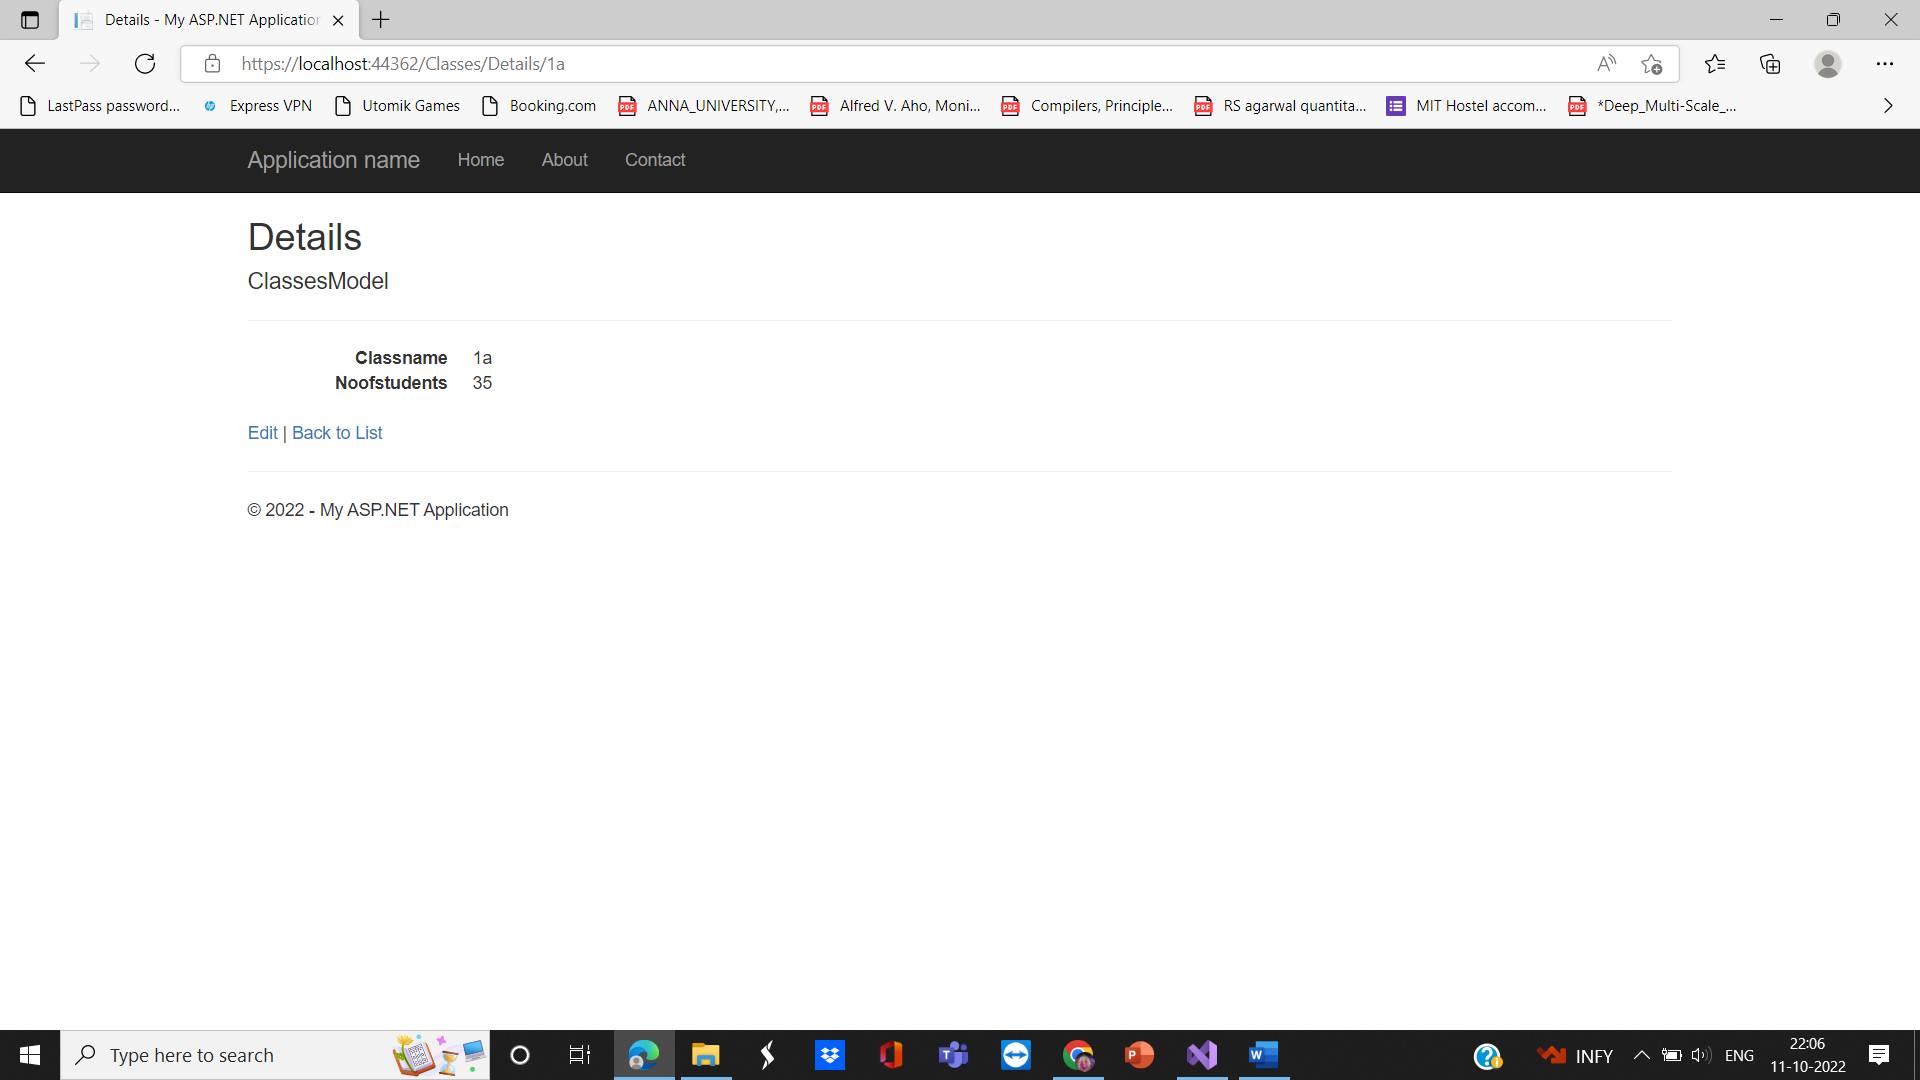 Details - My ASP.NET Application
https://localhost:44362/Classes/Details/1a
LastPass password... Express VPN Utomik Games Booking.com ANNA_UNIVERSITY,... Alfred V. Aho, Moni... Compilers, Principle... RS agarwal quantita... MIT Hostel accom... *Deep_Multi-Scale_...
Application name Home About Contact
Details
ClassesModel
Classname 1a
Noofstudents 35
Edit | Back to List
© 2022 - My ASP.NET Application
Type here to search
INFY ENG 22:06
11-10-2022